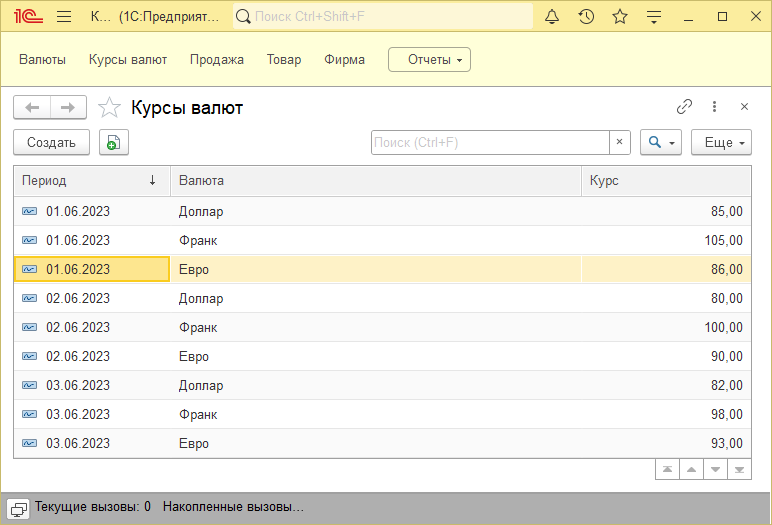 1С К... (1С:Предприят... Поиск Ctrl+Shift+F
Валюты Курсы валют Продажа Товар Фирма Отчеты
Курсы валют
Создать Поиск (Ctrl+F) × Еще
Период ↓ Валюта Курс
01.06.2023 Доллар 85,00
01.06.2023 Франк 105,00
01.06.2023 Евро 86,00
02.06.2023 Доллар 80,00
02.06.2023 Франк 100,00
02.06.2023 Евро 90,00
03.06.2023 Доллар 82,00
03.06.2023 Франк 98,00
03.06.2023 Евро 93,00
Текущие вызовы: 0 Накопленные вызовы...